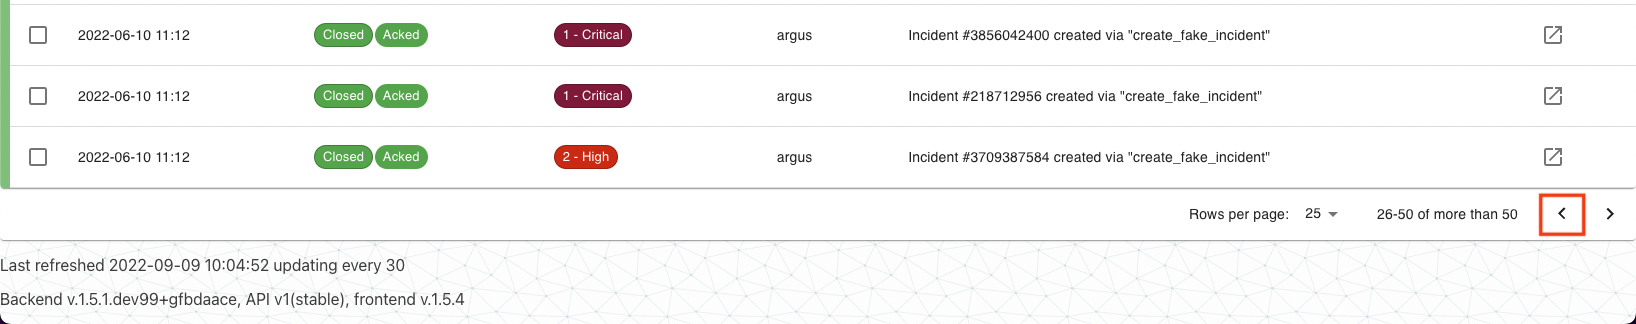 2022-06-10 11:12 Closed Acked 1 - Critical argus Incident #3856042400 created via "create_fake_incident"
2022-06-10 11:12 Closed Acked 1 - Critical argus Incident #218712956 created via "create_fake_incident"
2022-06-10 11:12 Closed Acked 2 - High argus Incident #3709387584 created via "create_fake_incident"
Rows per page: 25 26-50 of more than 50
Last refreshed 2022-09-09 10:04:52 updating every 30
Backend v.1.5.1.dev99+gfbdaace, API v1(stable), frontend v.1.5.4